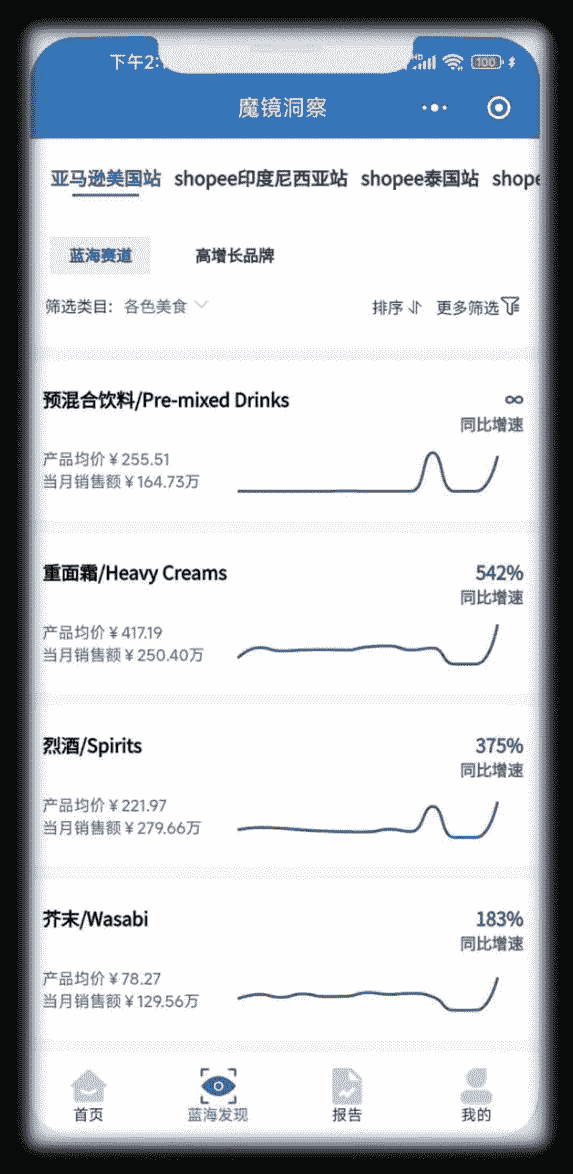 下午2:
100
魔镜洞察
亚马逊美国站 shopee印度尼西亚站 shopee泰国站 shope
蓝海赛道 高增长品牌
筛选类目: 各色美食 排序 更多筛选
预混合饮料/Pre-mixed Drinks ∞
同比增速
产品均价￥255.51
当月销售额￥164.73万
重面霜/Heavy Creams 542%
同比增速
产品均价￥417.19
当月销售额￥250.40万
烈酒/Spirits 375%
同比增速
产品均价￥221.97
当月销售额￥279.66万
芥末/Wasabi 183%
同比增速
产品均价￥78.27
当月销售额￥129.56万
首页 蓝海发现 报告 我的